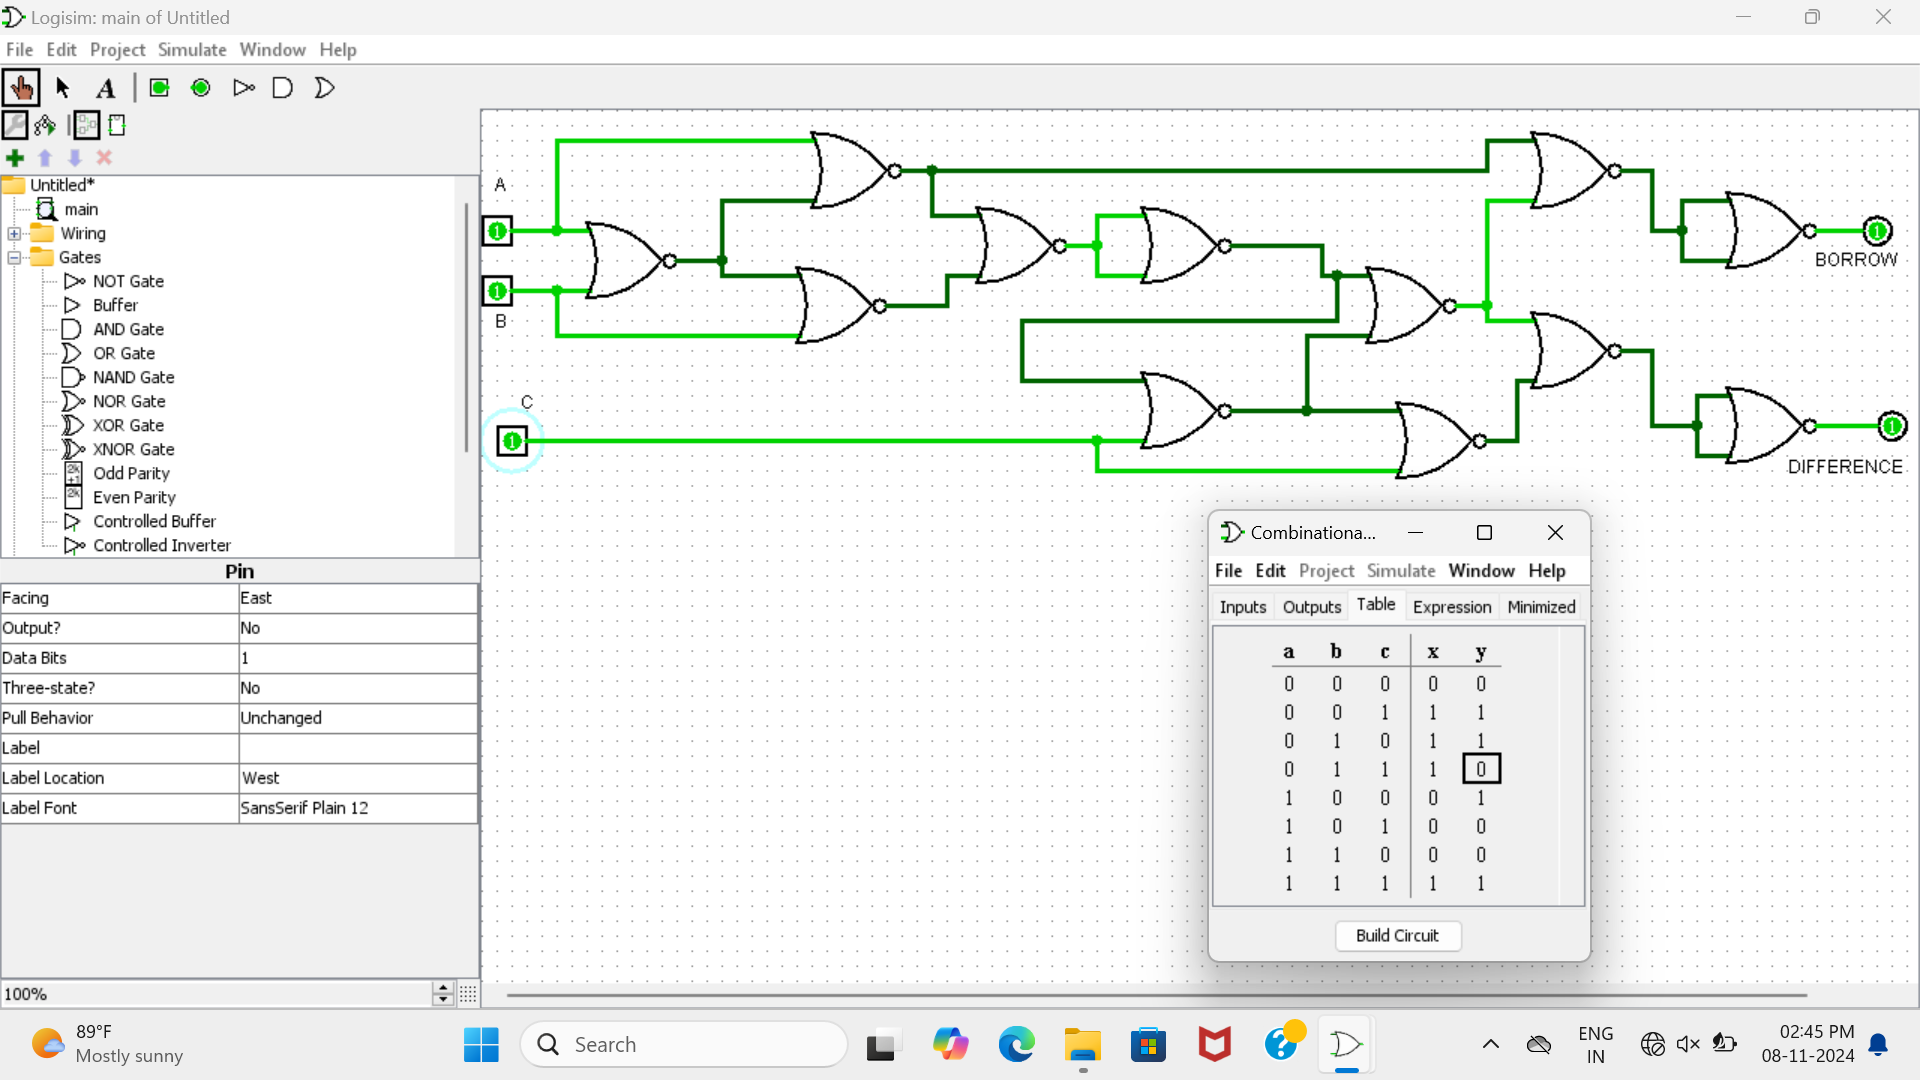 Logisim: main of Untitled
File Edit Project Simulate Window Help
A
Untitled*
main
Wiring
Gates
NOT Gate
Buffer
AND Gate
OR Gate
NAND Gate
NOR Gate
XOR Gate
XNOR Gate
2k+1 Odd Parity
2k Even Parity
Controlled Buffer
Controlled Inverter
Pin
Facing East
Output? No
Data Bits 1
Three-state? No
Pull Behavior Unchanged
Label
Label Location West
Label Font SansSerif Plain 12
100%
A
1
1
B
C
1
1
BORROW
1
DIFFERENCE
Combinationa...
File Edit Project Simulate Window Help
Inputs Outputs Table Expression Minimized
a b c x y
0 0 0 0 0
0 0 1 1 1
0 1 0 1 1
0 1 1 1 0
1 0 0 0 1
1 0 1 0 0
1 1 0 0 0
1 1 1 1 1
Build Circuit
89°F
Mostly sunny
Search
ENG
IN
02:45 PM
08-11-2024